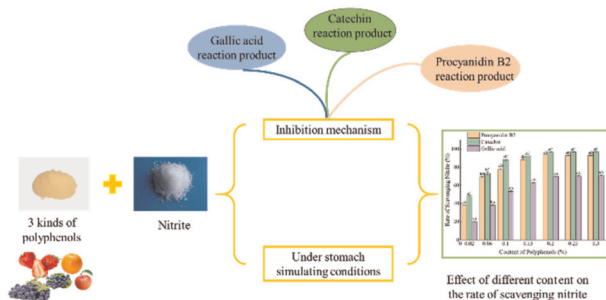 Catechin
reaction product
Gallic acid
reaction product
Procyanidin B2
reaction product
Inhibition mechanism
3 kinds of
polyphenols
Nitrite
Under stomach
simulating conditions
Procyanidin B2
Catechin
Gallic acid
Rate of Scavenging Nitrite (%)
Content of Polyphenols (%)
Effect of different content on
the rate of scavenging nitrite